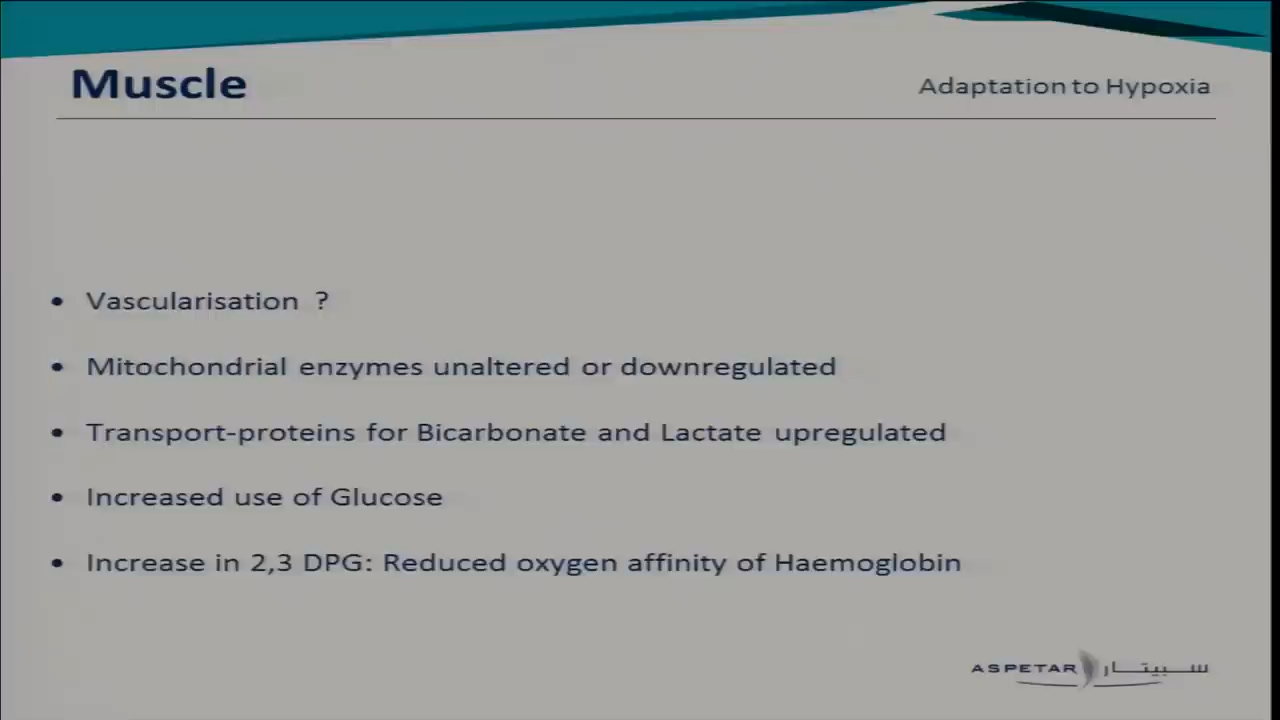 Muscle
Adaptation to Hypoxia
• Vascularisation ?
• Mitochondrial enzymes unaltered or downregulated
• Transport-proteins for Bicarbonate and Lactate upregulated
• Increased use of Glucose
• Increase in 2,3 DPG: Reduced oxygen affinity of Haemoglobin
ASPETAR سبيتار